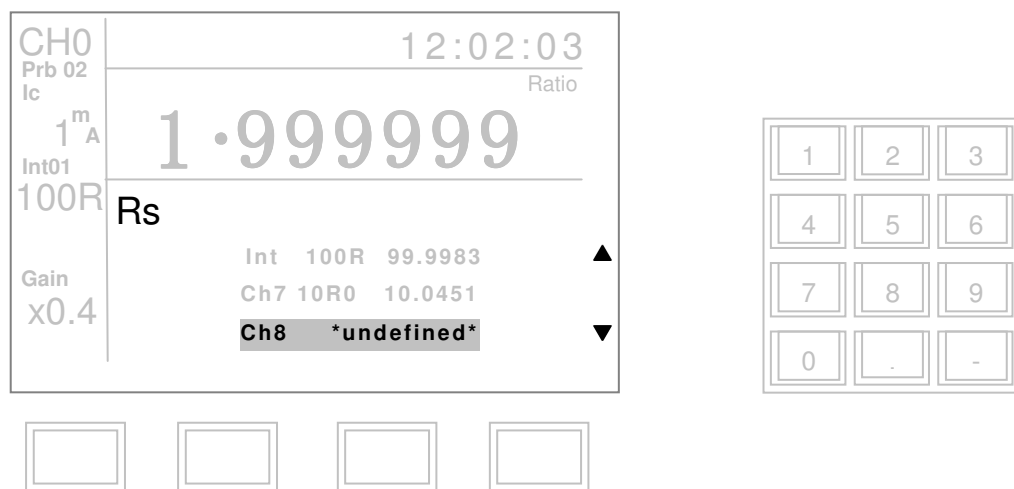 CH0
12:02:03
Prb 02
Ratio
Ic
1 m A
1·999999
Int01
100R
Rs
Int 100R 99.9983
Ch7 10R0 10.0451
Ch8 *undefined*
▲
▼
Gain
x0.4
1 2 3
4 5 6
7 8 9
0 . -